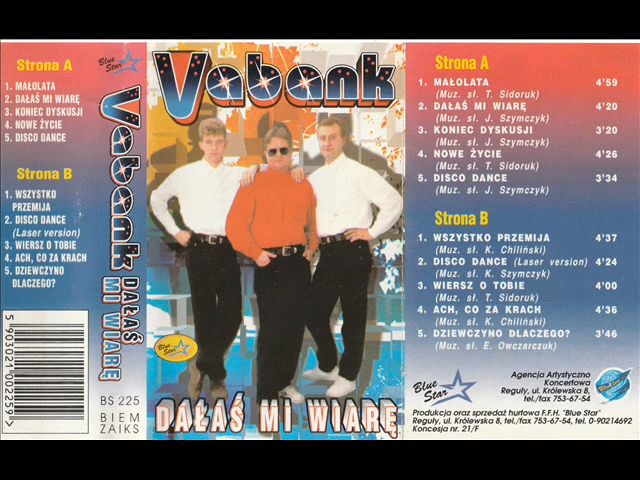 Strona A
1. MAŁOLATA
2. DAŁAŚ MI WIARĘ
3. KONIEC DYSKUSJI
4. NOWE ŻYCIE
5. DISCO DANCE
Strona B
1. WSZYSTKO
PRZEMIJA
2. DISCO DANCE
(Laser version)
3. WIERSZ O TOBIE
4. ACH, CO ZA KRACH
5. DZIEWCZYNO
DLACZEGO?
5 903021 002259
BS 225
BIEM
ZAIKS
Blue Star
Vabank
DAŁAŚ
MI WIARĘ
Vabank
Blue Star
DAŁAŚ MI WIARĘ
Strona A
1. MAŁOLATA 4'59
(Muz. sł. T. Sidoruk)
2. DAŁAŚ MI WIARĘ 4'20
(Muz. sł. J. Szymczyk)
3. KONIEC DYSKUSJI 3'20
(Muz. sł. J. Szymczyk)
4. NOWE ŻYCIE 4'26
(Muz. sł. T. Sidoruk)
5. DISCO DANCE 3'34
(Muz. sł. J. Szymczyk)
Strona B
1. WSZYSTKO PRZEMIJA 4'37
(Muz. sł. K. Chiliński)
2. DISCO DANCE (Laser version) 4'24
(Muz. sł. K. Szymczyk)
3. WIERSZ O TOBIE 4'00
(Muz. sł. T. Sidoruk)
4. ACH, CO ZA KRACH 4'36
(Muz. sł. K. Chiliński)
5. DZIEWCZYNO DLACZEGO? 3'46
(Muz. sł. E. Owczarczuk)
Blue Star
Agencja Artystyczno
Koncertowa
Reguły, ul. Królewska 8,
tel./fax 753-67-54
Produkcja oraz sprzedaż hurtowa F.F.H. "Blue Star"
Reguły, ul. Królewska 8, tel./fax 753-67-54, tel. 0-90214692
Koncesja nr. 21/F